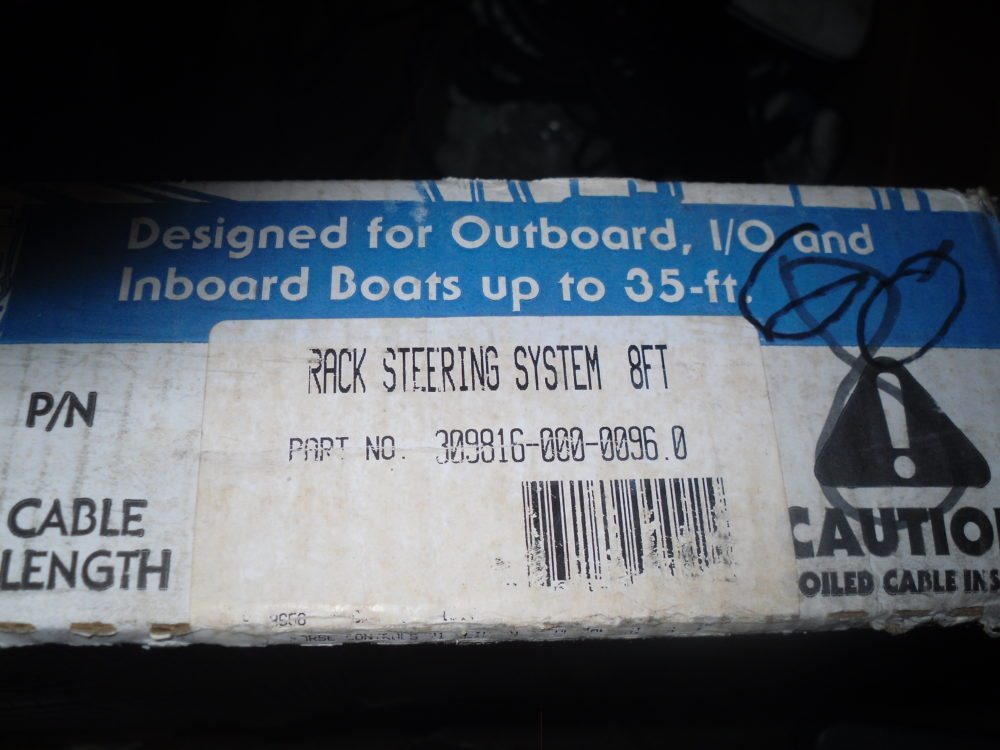 Designed for Outboard, I/O and
Inboard Boats up to 35-ft.
RACK STEERING SYSTEM 8FT
P/N
PART NO. 309816-000-0096.0
CABLE
LENGTH
CAUTIO
OILED CABLE INS